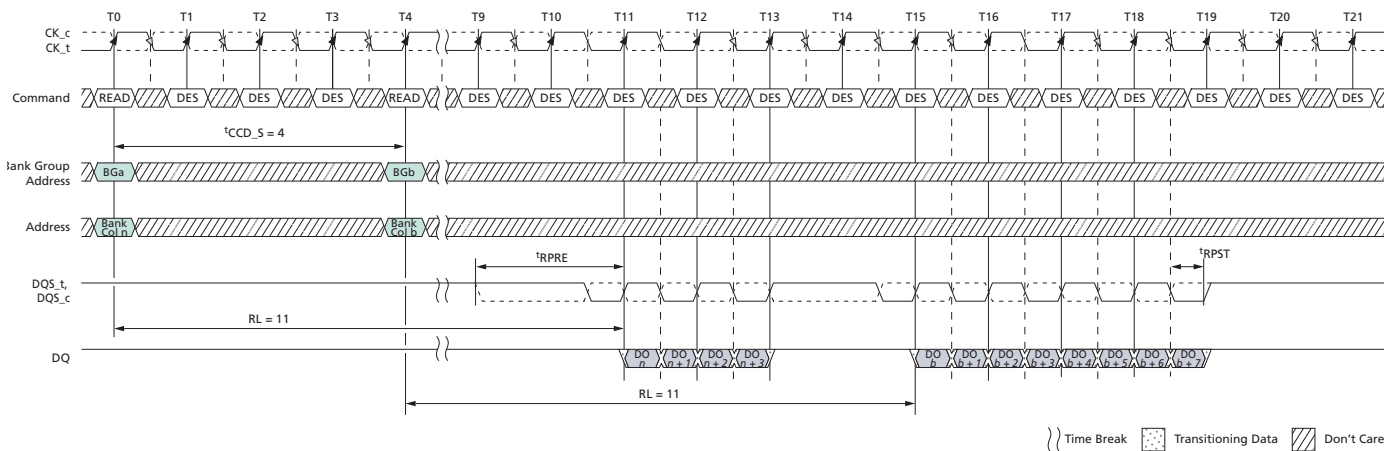 T0 T1 T2 T3 T4 T9 T10 T11 T12 T13 T14 T15 T16 T17 T18 T19 T20 T21
CK_c
CK_t
Command READ DES DES DES READ DES DES DES DES DES DES DES DES DES DES DES DES DES
tCCD_S = 4
Bank Group
Address
BGa BGb
Address
Bank
Col n
Bank
Col b
tRPRE tRPST
DQS_t,
DQS_c
RL = 11
DQ
DO
n
DO
n + 1
DO
n + 2
DO
n + 3
DO
b
DO
b + 1
DO
b + 2
DO
b + 3
DO
b + 4
DO
b + 5
DO
b + 6
DO
b + 7
RL = 11
Time Break Transitioning Data Don't Care